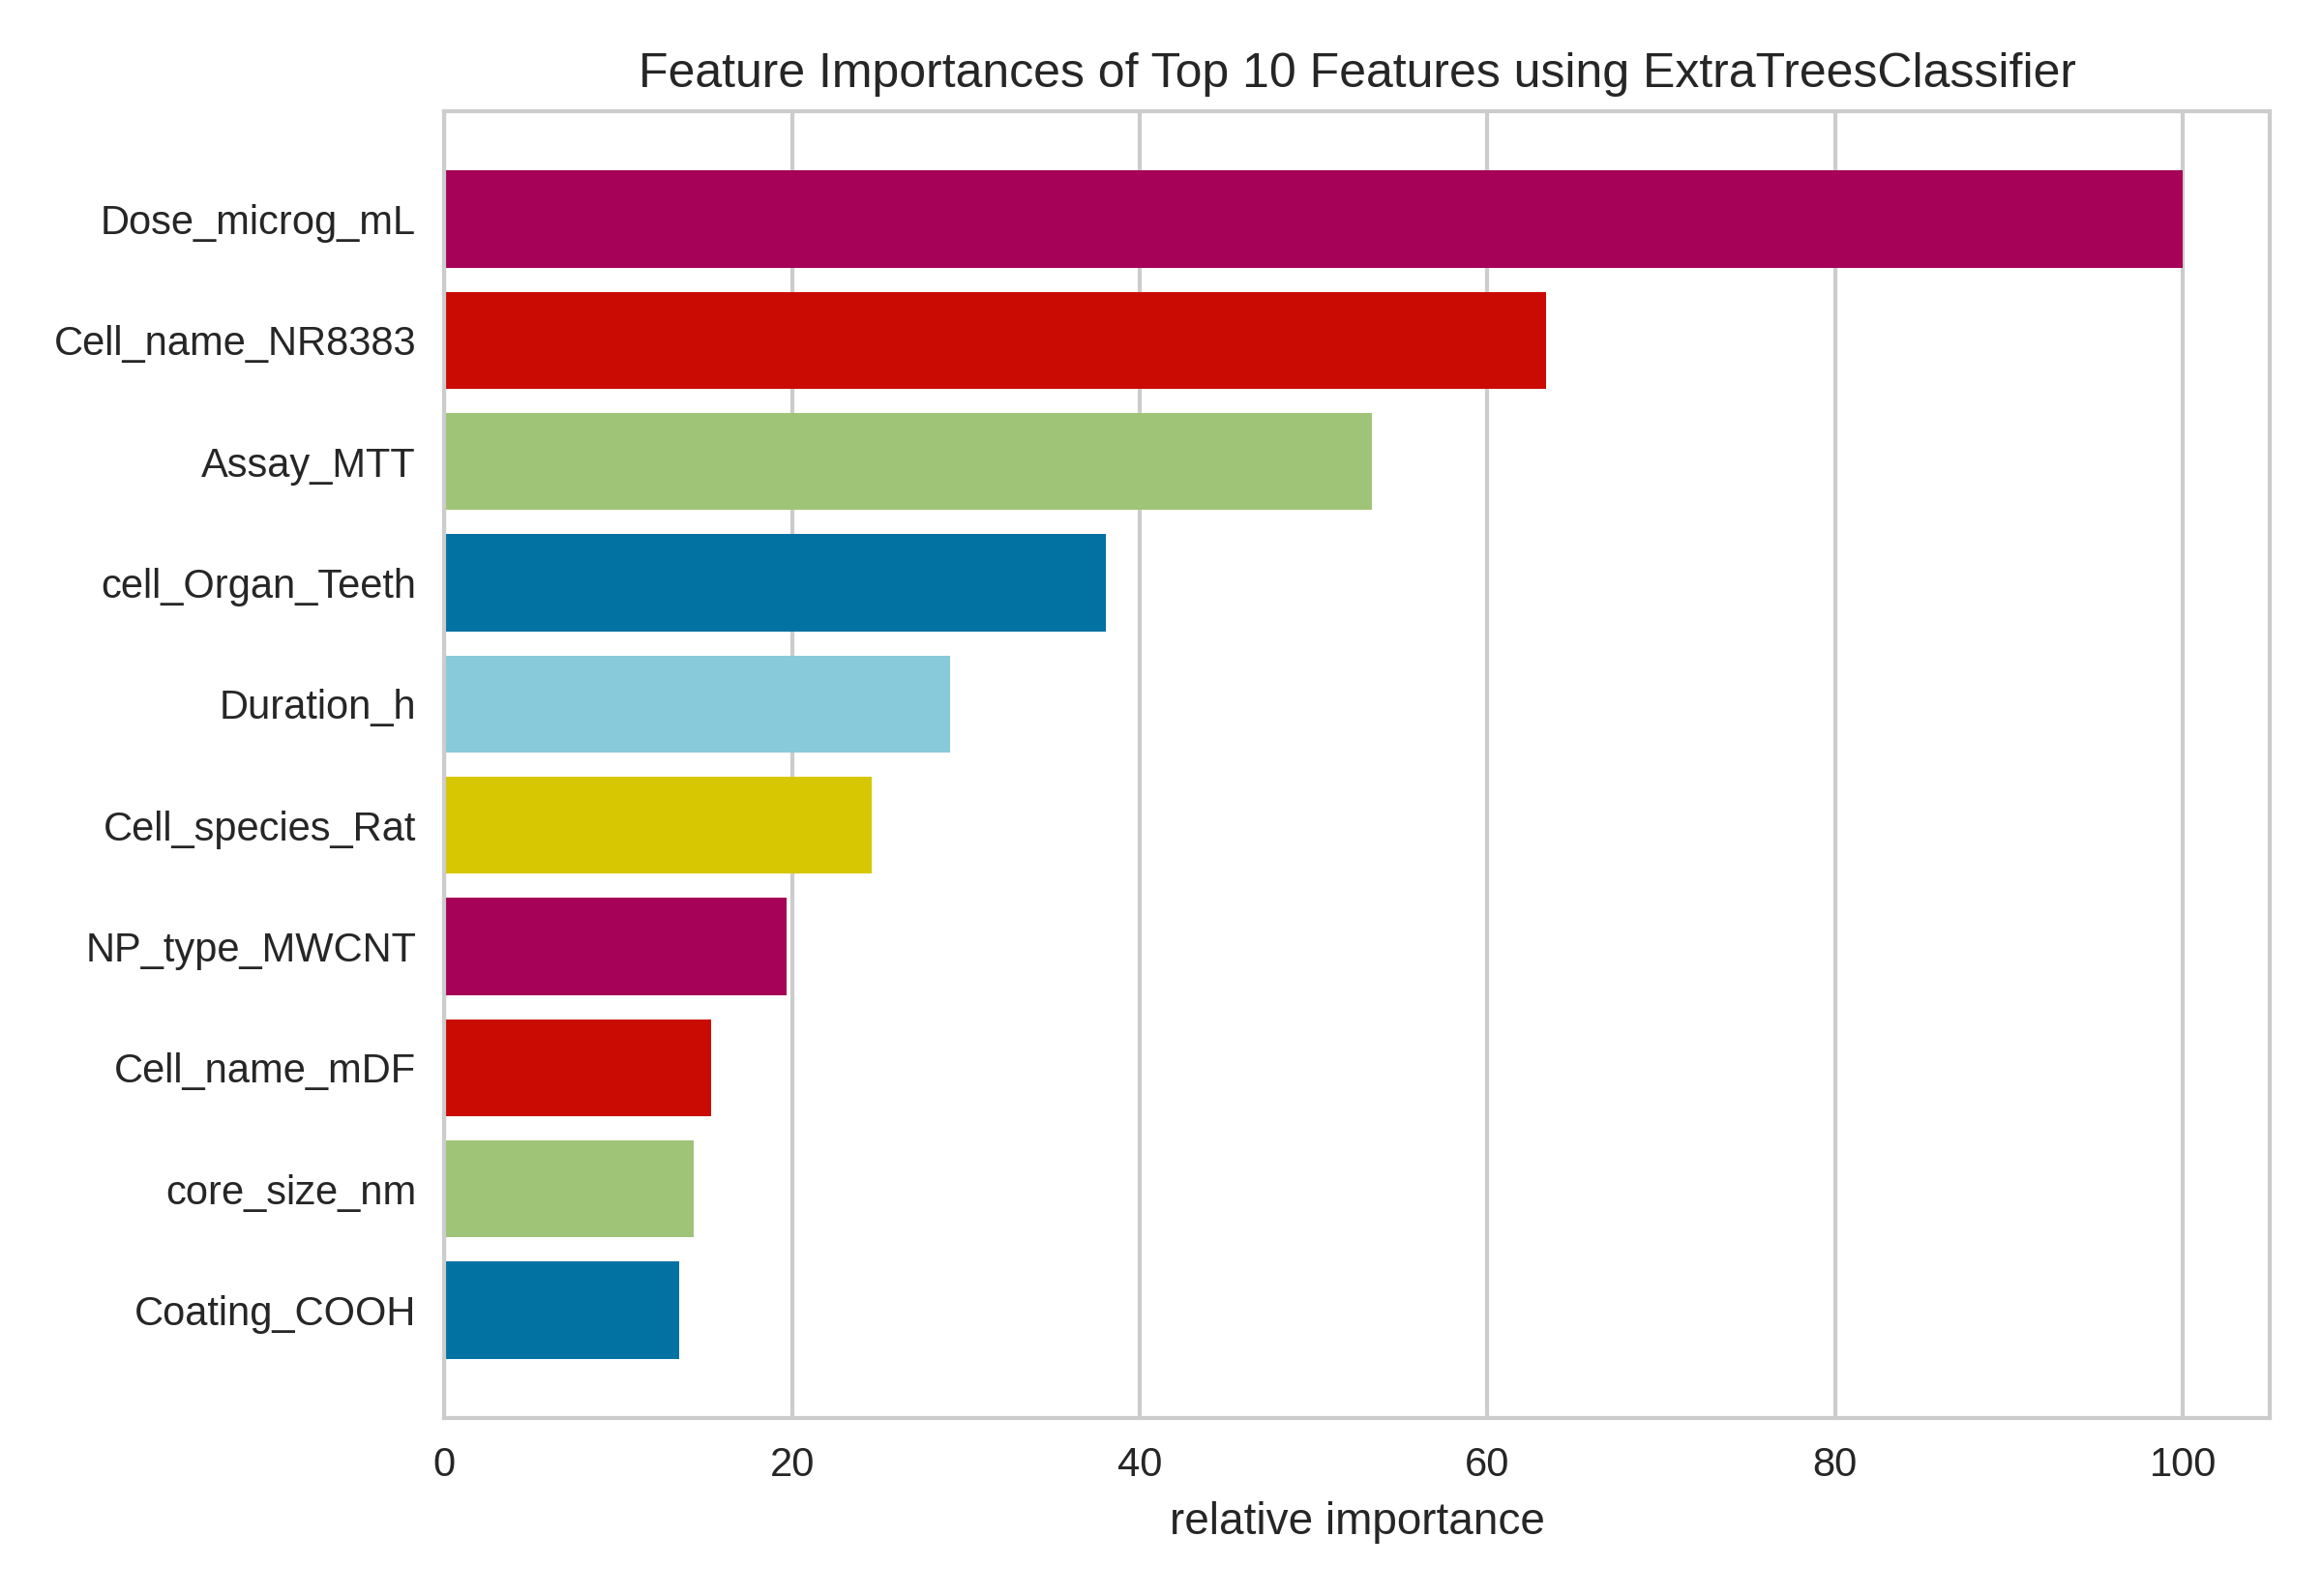 Feature Importances of Top 10 Features using ExtraTreesClassifier
Dose_microg_mL
Cell_name_NR8383
Assay_MTT
cell_Organ_Teeth
Duration_h
Cell_species_Rat
NP_type_MWCNT
Cell_name_mDF
core_size_nm
Coating_COOH
0 20 40 60 80 100
relative importance